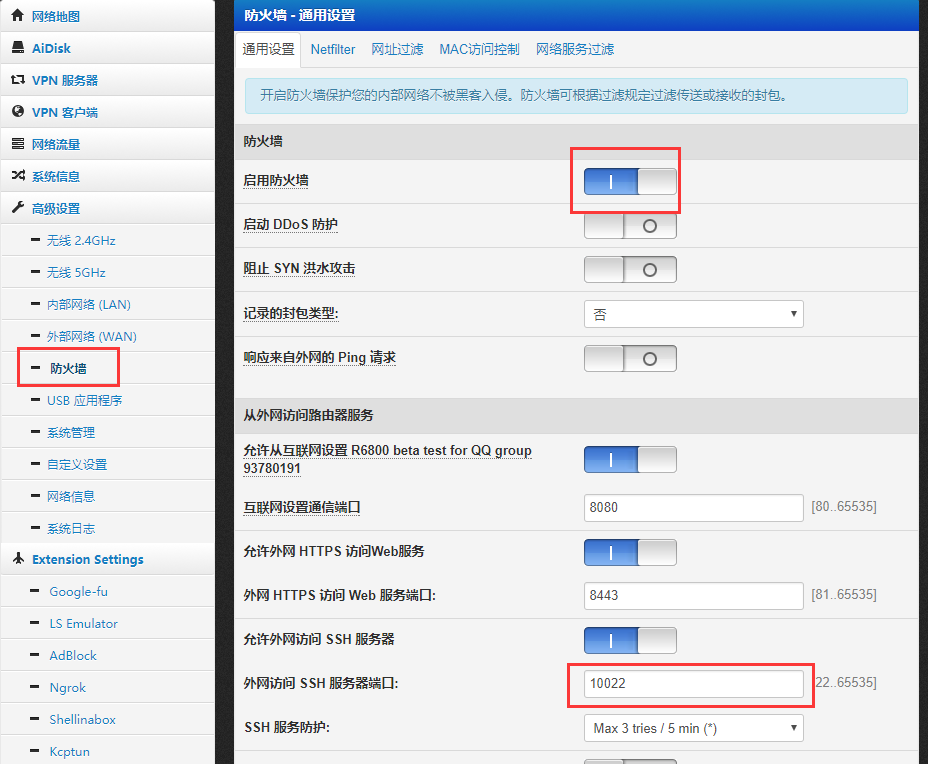 网络地图
AiDisk
VPN 服务器
VPN 客户端
网络流量
系统信息
高级设置
无线 2.4GHz
无线 5GHz
内部网络 (LAN)
外部网络 (WAN)
防火墙
USB 应用程序
系统管理
自定义设置
网络信息
系统日志
Extension Settings
Google-fu
LS Emulator
AdBlock
Ngrok
Shellinabox
Kcptun
防火墙 - 通用设置
通用设置 Netfilter 网址过滤 MAC访问控制 网络服务过滤
开启防火墙保护您的内部网络不被黑客入侵。防火墙可根据过滤规定过滤传送或接收的封包。
防火墙
启用防火墙
启动 DDoS 防护
阻止 SYN 洪水攻击
记录的封包类型: 否
响应来自外网的 Ping 请求
从外网访问路由器服务
允许从互联网设置 R6800 beta test for QQ group
93780191
互联网设置通信端口 8080 [80..65535]
允许外网 HTTPS 访问Web服务
外网 HTTPS 访问 Web 服务端口: 8443 [81..65535]
允许外网访问 SSH 服务器
外网访问 SSH 服务器端口: 10022 22..65535]
SSH 服务防护: Max 3 tries / 5 min (*)